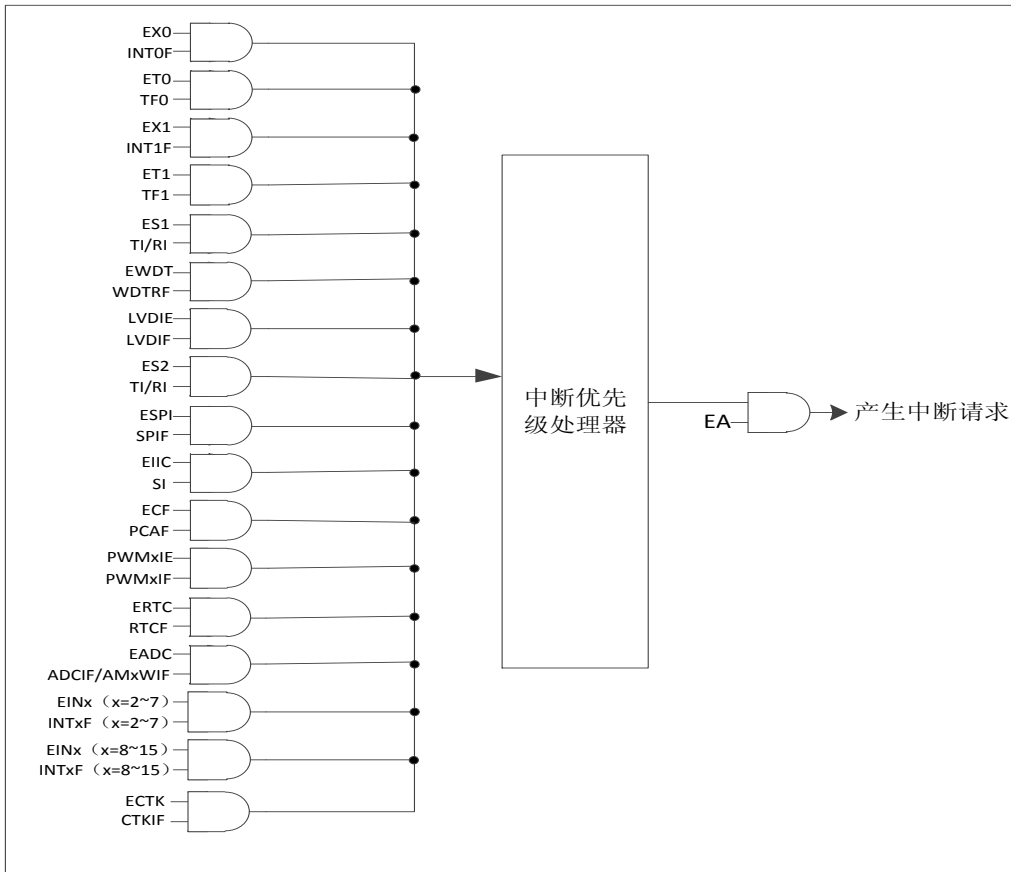 EX0
INT0F
ET0
TF0
EX1
INT1F
ET1
TF1
ES1
TI/RI
EWDT
WDTRF
LVDIE
LVDIF
ES2
TI/RI
ESPI
SPIF
EIIC
SI
ECF
PCAF
PWMxIE
PWMxIF
ERTC
RTCF
EADC
ADCIF/AMxWIF
EINx（x=2~7）
INTxF（x=2~7）
EINx（x=8~15）
INTxF（x=8~15）
ECTK
CTKIF
中断优先
级处理器
EA
产生中断请求